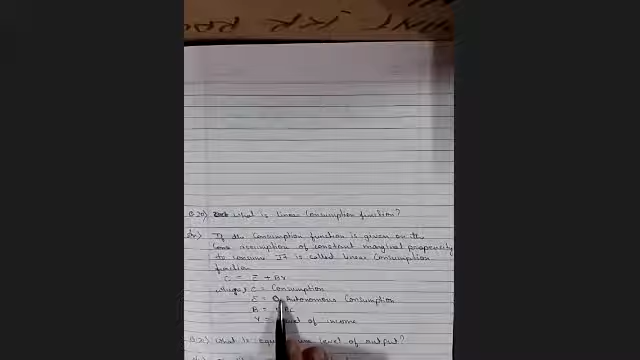 Q 20) What is linear Consumption function?
Ans) If the Consumption function is given on the
assumption of constant marginal propensity
to consume It is called linear Consumption
function
C = C̅ + BY
Where C = Consumption
C̅ = Autonomous Consumption
B =
Y = level of income
What is level of output?